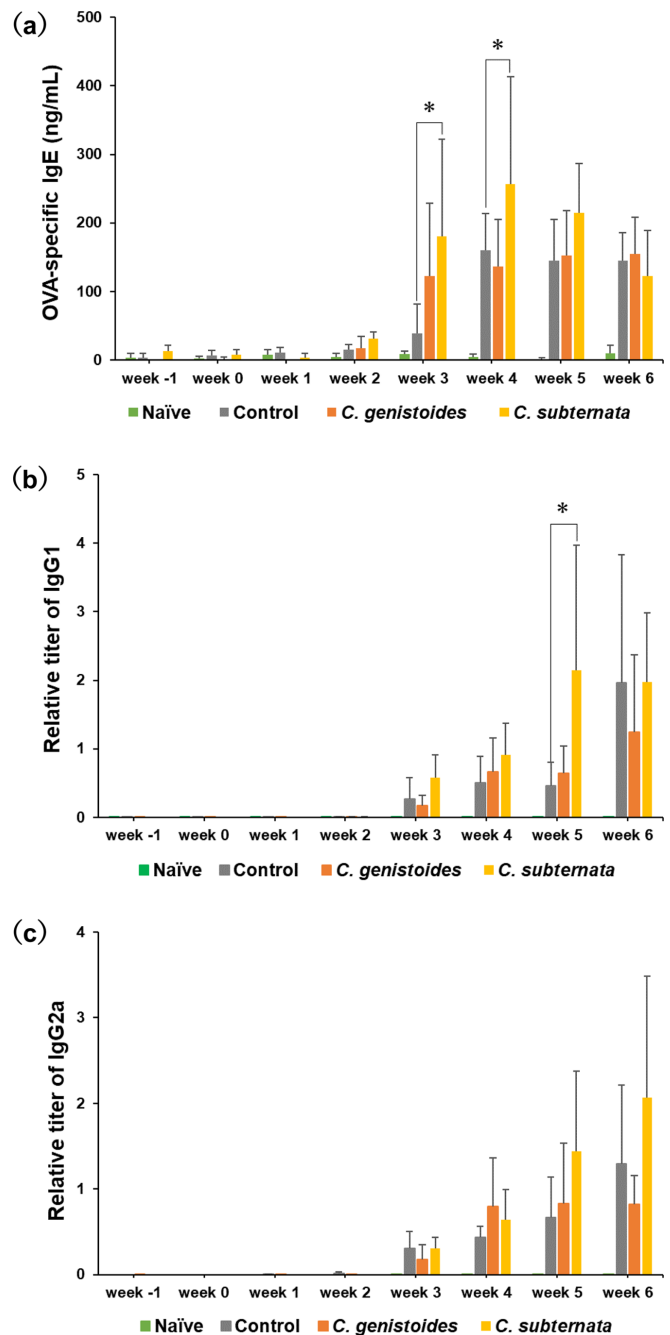 (a)
OVA-specific IgE (ng/mL)
500
400
300
200
100
0
*
*
week -1 week 0 week 1 week 2 week 3 week 4 week 5 week 6
Naïve Control C. genistoides C. subternata
(b)
Relative titer of IgG1
5
4
3
2
1
0
*
week -1 week 0 week 1 week 2 week 3 week 4 week 5 week 6
Naïve Control C. genistoides C. subternata
(c)
Relative titer of IgG2a
4
3
2
1
0
week -1 week 0 week 1 week 2 week 3 week 4 week 5 week 6
Naïve Control C. genistoides C. subternata